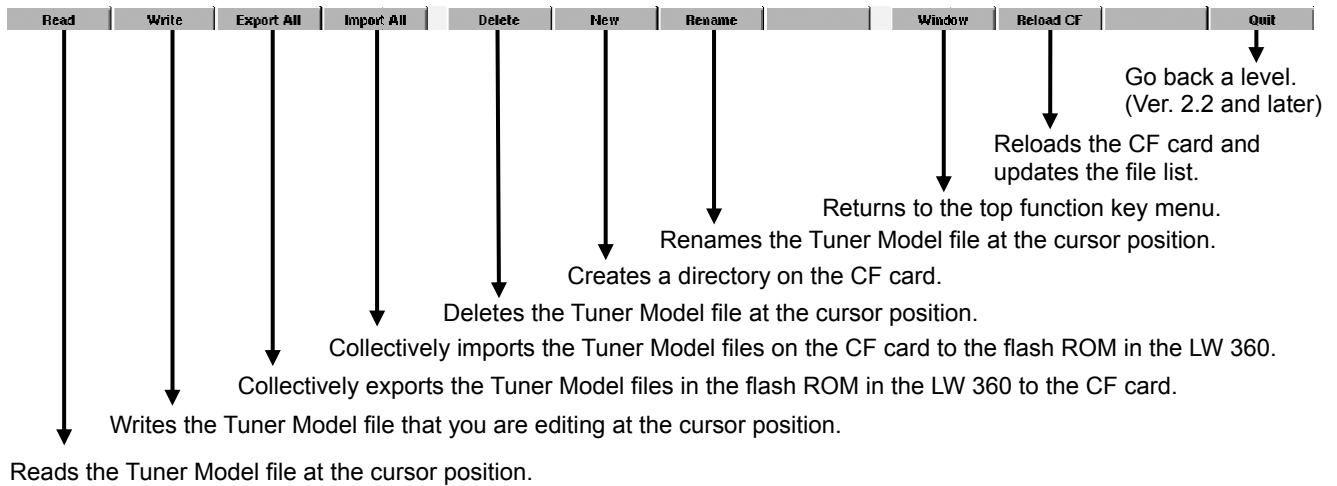 Read Write Export All Import All Delete New Rename Window Reload CF Quit
Go back a level.
(Ver. 2.2 and later)
Reloads the CF card and
updates the file list.
Returns to the top function key menu.
Renames the Tuner Model file at the cursor position.
Creates a directory on the CF card.
Deletes the Tuner Model file at the cursor position.
Collectively imports the Tuner Model files on the CF card to the flash ROM in the LW 360.
Collectively exports the Tuner Model files in the flash ROM in the LW 360 to the CF card.
Writes the Tuner Model file that you are editing at the cursor position.
Reads the Tuner Model file at the cursor position.